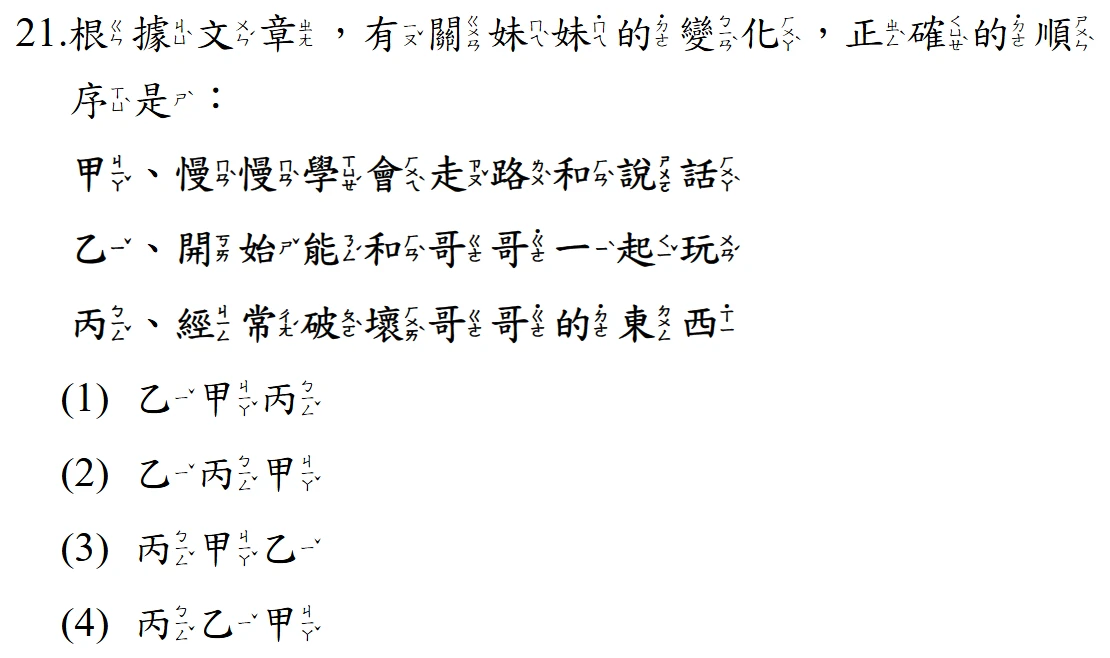 21.根據文章，有關妹妹的變化，正確的順
序是：
甲、慢慢學會走路和說話
乙、開始能和哥哥一起玩
丙、經常破壞哥哥的東西
(1) 乙甲丙
(2) 乙丙甲
(3) 丙甲乙
(4) 丙乙甲